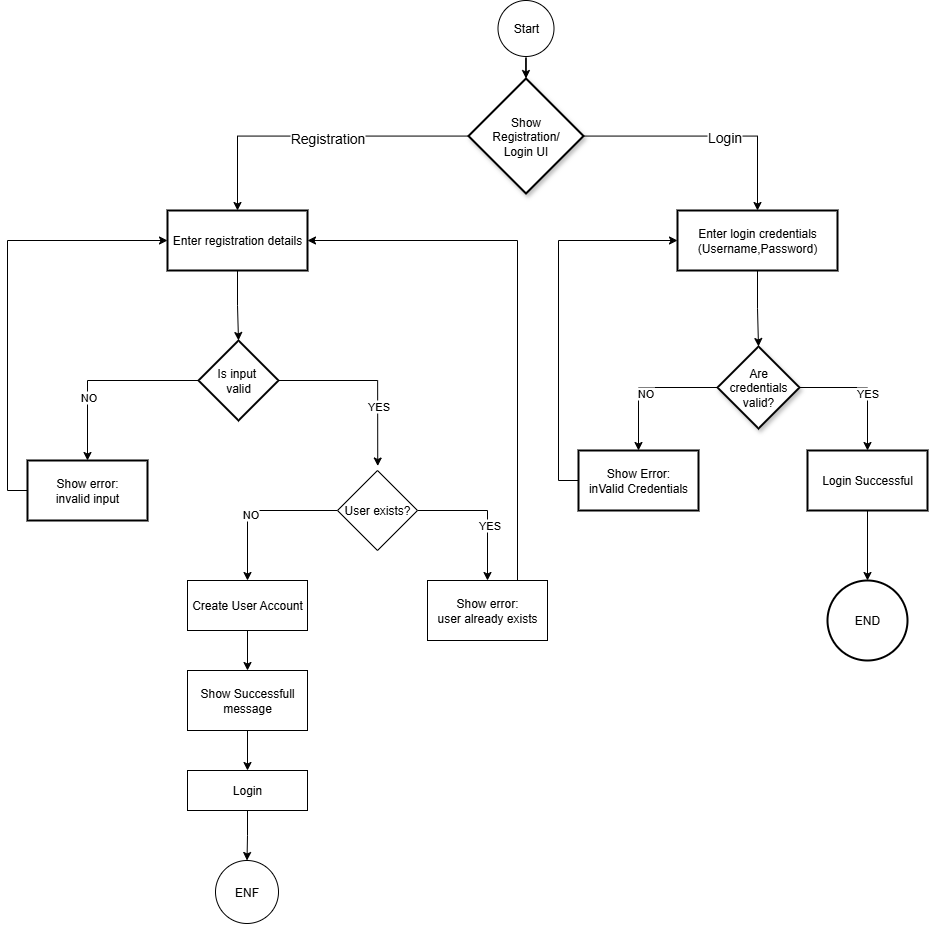 Start
Show
Registration/
Login UI
Registration
Login
Enter registration details
Enter login credentials
(Username,Password)
Is input
valid
Are
credentials
valid?
NO
YES
NO
YES
Show error:
invalid input
Show Error:
inValid Credentials
Login Successful
User exists?
NO
YES
Create User Account
Show error:
user already exists
END
Show Successfull
message
Login
ENF